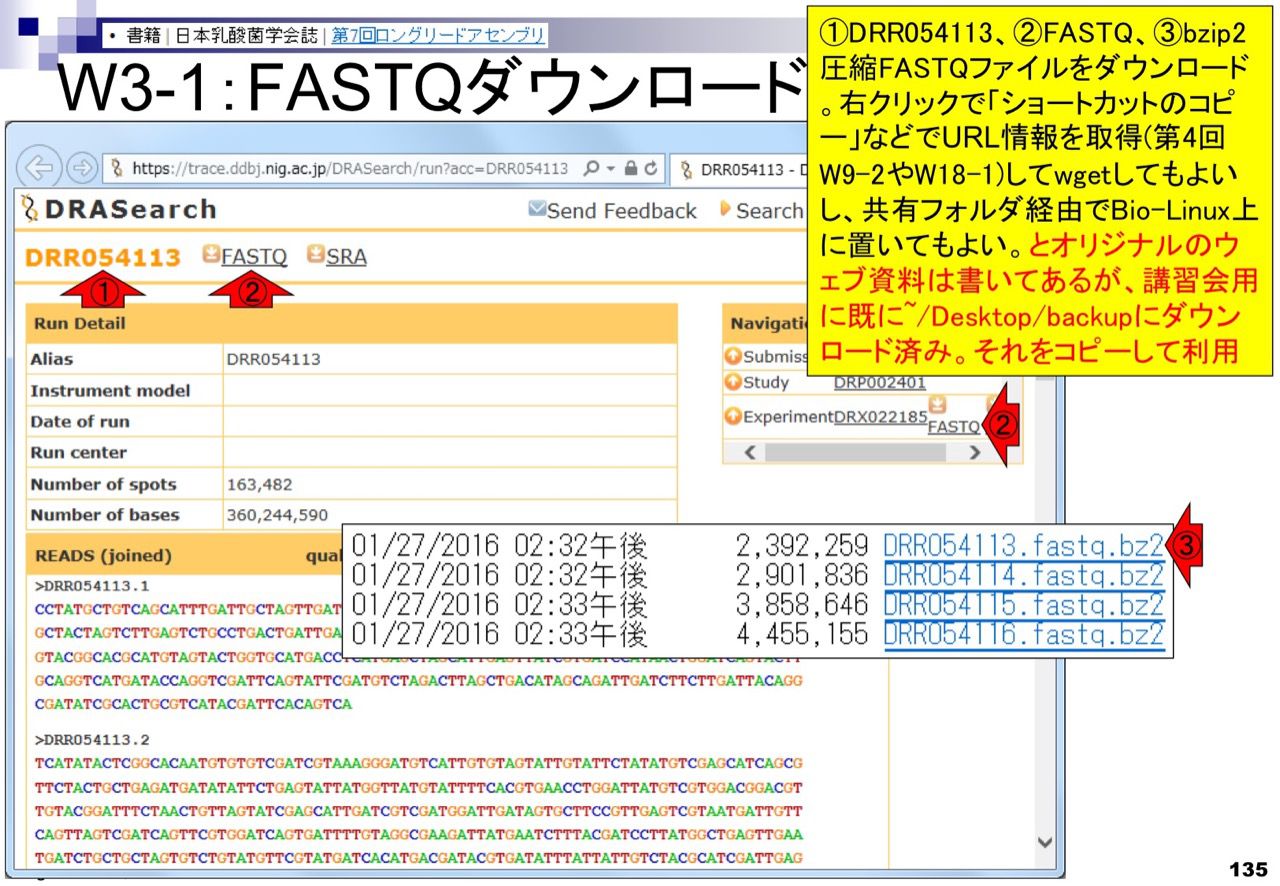 • 書籍 | 日本乳酸菌学会誌 | 第7回ロングリードアセンブリ
W3-1：FASTQダウンロード
①DRR054113、②FASTQ、③bzip2
圧縮FASTQファイルをダウンロード
。右クリックで「ショートカットのコピ
ー」などでURL情報を取得(第4回
W9-2やW18-1)してwgetしてもよい
し、共有フォルダ経由でBio-Linux上
に置いてもよい。とオリジナルのウ
ェブ資料は書いてあるが、講習会用
に既に~/Desktop/backupにダウン
ロード済み。それをコピーして利用
https://trace.ddbj.nig.ac.jp/DRASearch/run?acc=DRR054113
DRR054113 - D
DRASearch
Send Feedback
Search
DRR054113 FASTQ SRA
① ②
Run Detail
Alias DRR054113
Instrument model
Date of run
Run center
Number of spots 163,482
Number of bases 360,244,590
Navigati
Submiss
Study DRP002401
Experiment DRX022185 FASTQ
②
READS (joined) qual
01/27/2016 02:32午後 2,392,259 DRR054113.fastq.bz2
③
01/27/2016 02:32午後 2,901,836 DRR054114.fastq.bz2
01/27/2016 02:33午後 3,858,646 DRR054115.fastq.bz2
01/27/2016 02:33午後 4,455,155 DRR054116.fastq.bz2
>DRR054113.1
CCTATGCTGTCAGCATTTGATTGCTAGTTGAT
GCTACTAGTCTTGAGTCTGCCTGACTGATTGA
GCAGGTCATGATACCAGGTCGATTCAGTATTCGATGTCTAGACTTAGCTGACATAGCAGATTGATCTTCTTGATTACAGG
CGATATCGCACTGCGTCATACGATTCACAGTCA
>DRR054113.2
TCATATACTCGGCACAATGTGTGTCGATCGTAAAGGGATGTCATTGTGTAGTATTGTATTCTATATGTCGAGCATCAGCG
TTCTACTGCTGAGATGATATATTCTGAGTATTATGGTTATGTATTTTCACGTGAACCTGGATTATGTCGTGGACGGACGT
TGTACGGATTTCTAACTGTTAGTATCGAGCATTGATCGTCGATGGATTGATAGTGCTTCCGTTGAGTCGTAATGATTGTT
CAGTTAGTCGATCAGTTCGTGGATCAGTGATTTTGTAGGCGAAGATTATGAATCTTTACGATCCTTATGGCTGAGTTGAA
TGATCTGCTGCTAGTGTCTGTATGTTCGTATGATCACATGACGATACGTGATATTTATTATTGTCTACGCATCGATTGAG
135